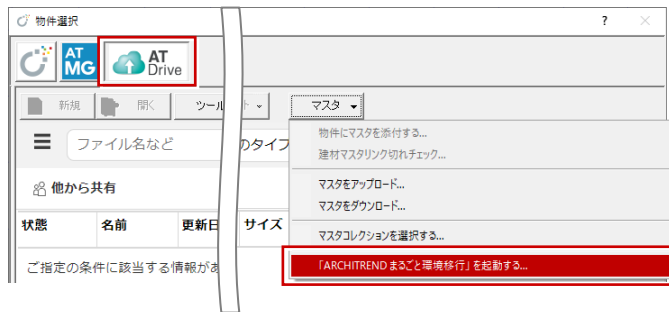 物件選択
?
AT
MG
AT
Drive
新規
開く
ツール
マスタ
ファイル名など
のタイプ
他から共有
状態 名前 更新日 サイズ
ご指定の条件に該当する情報があ
物件にマスタを添付する...
建材マスタリンク切れチェック...
マスタをアップロード...
マスタをダウンロード...
マスタコレクションを選択する...
「ARCHITREND まるごと環境移行」を起動する...